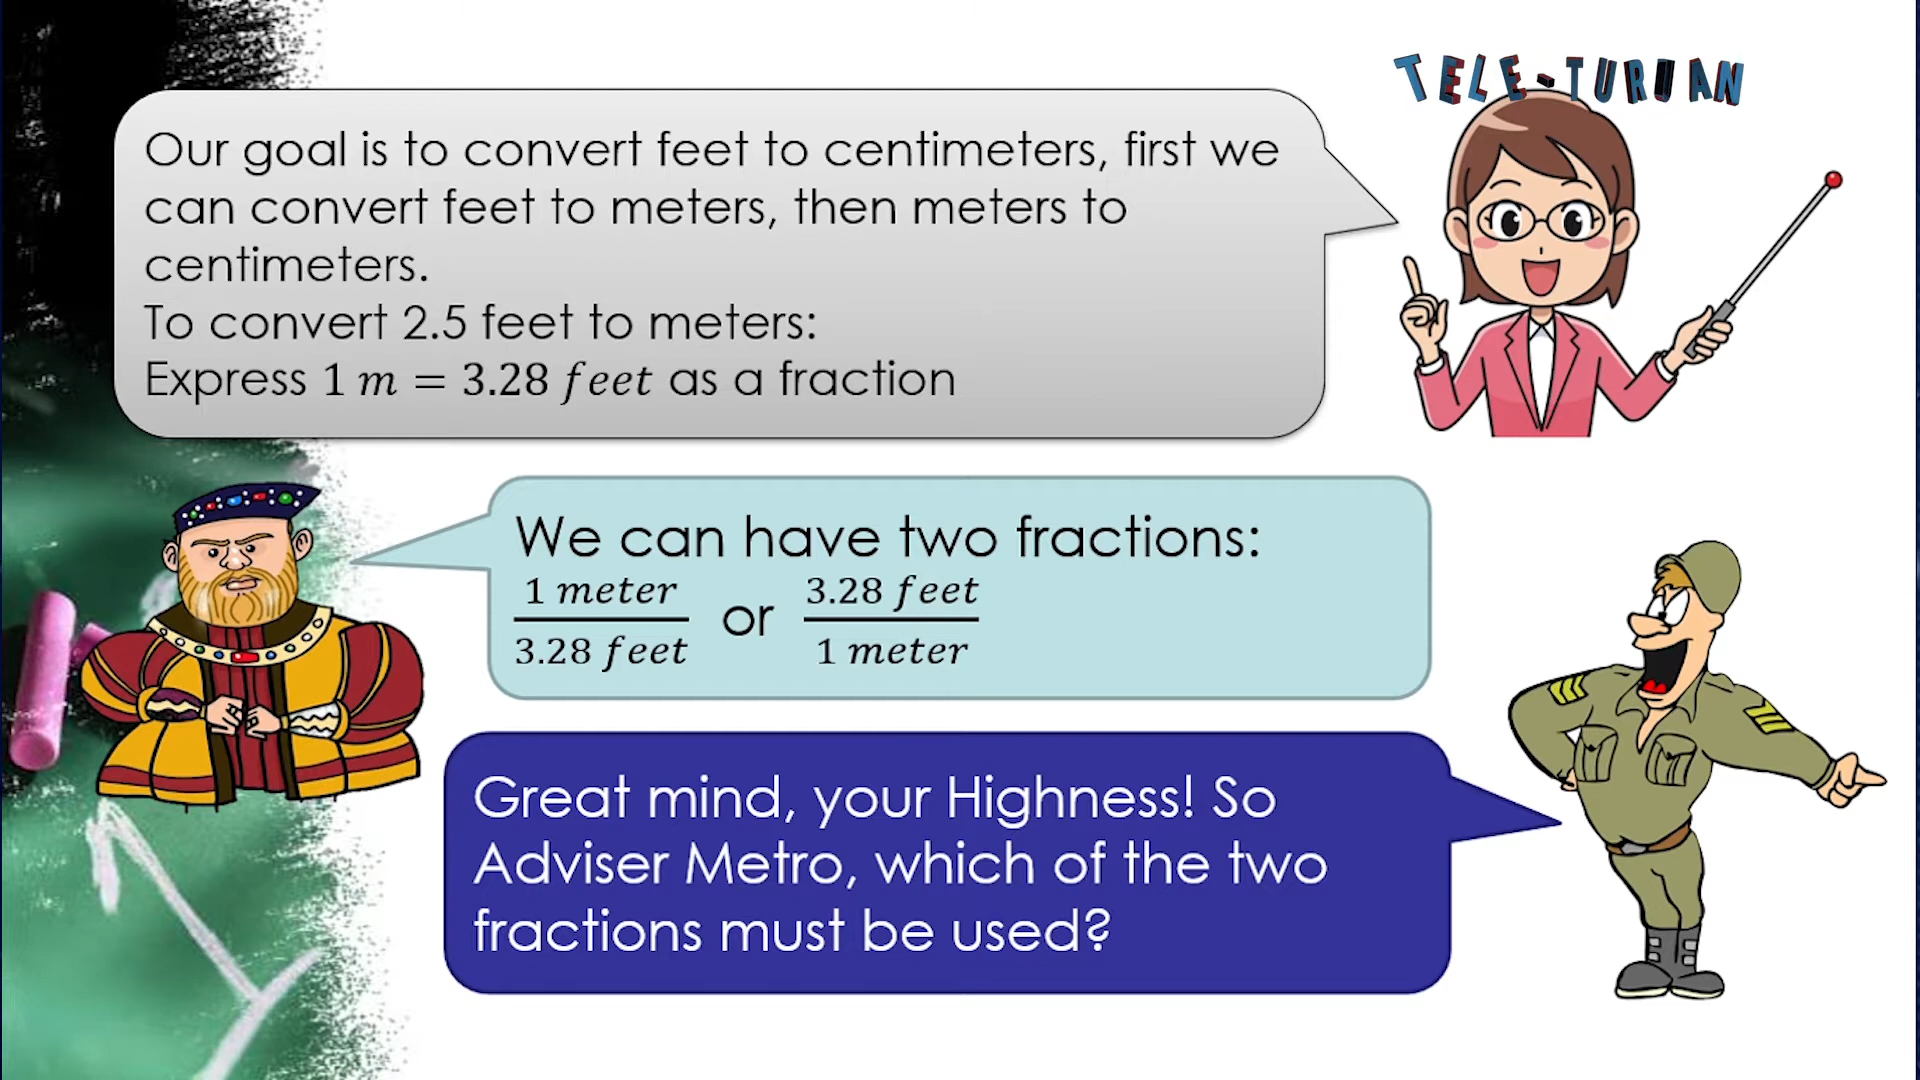 TELE-TURUAN
Our goal is to convert feet to centimeters, first we
can convert feet to meters, then meters to
centimeters.
To convert 2.5 feet to meters:
Express 1 m = 3.28 feet as a fraction
We can have two fractions:
1 meter / 3.28 feet or 3.28 feet / 1 meter
Great mind, your Highness! So
Adviser Metro, which of the two
fractions must be used?